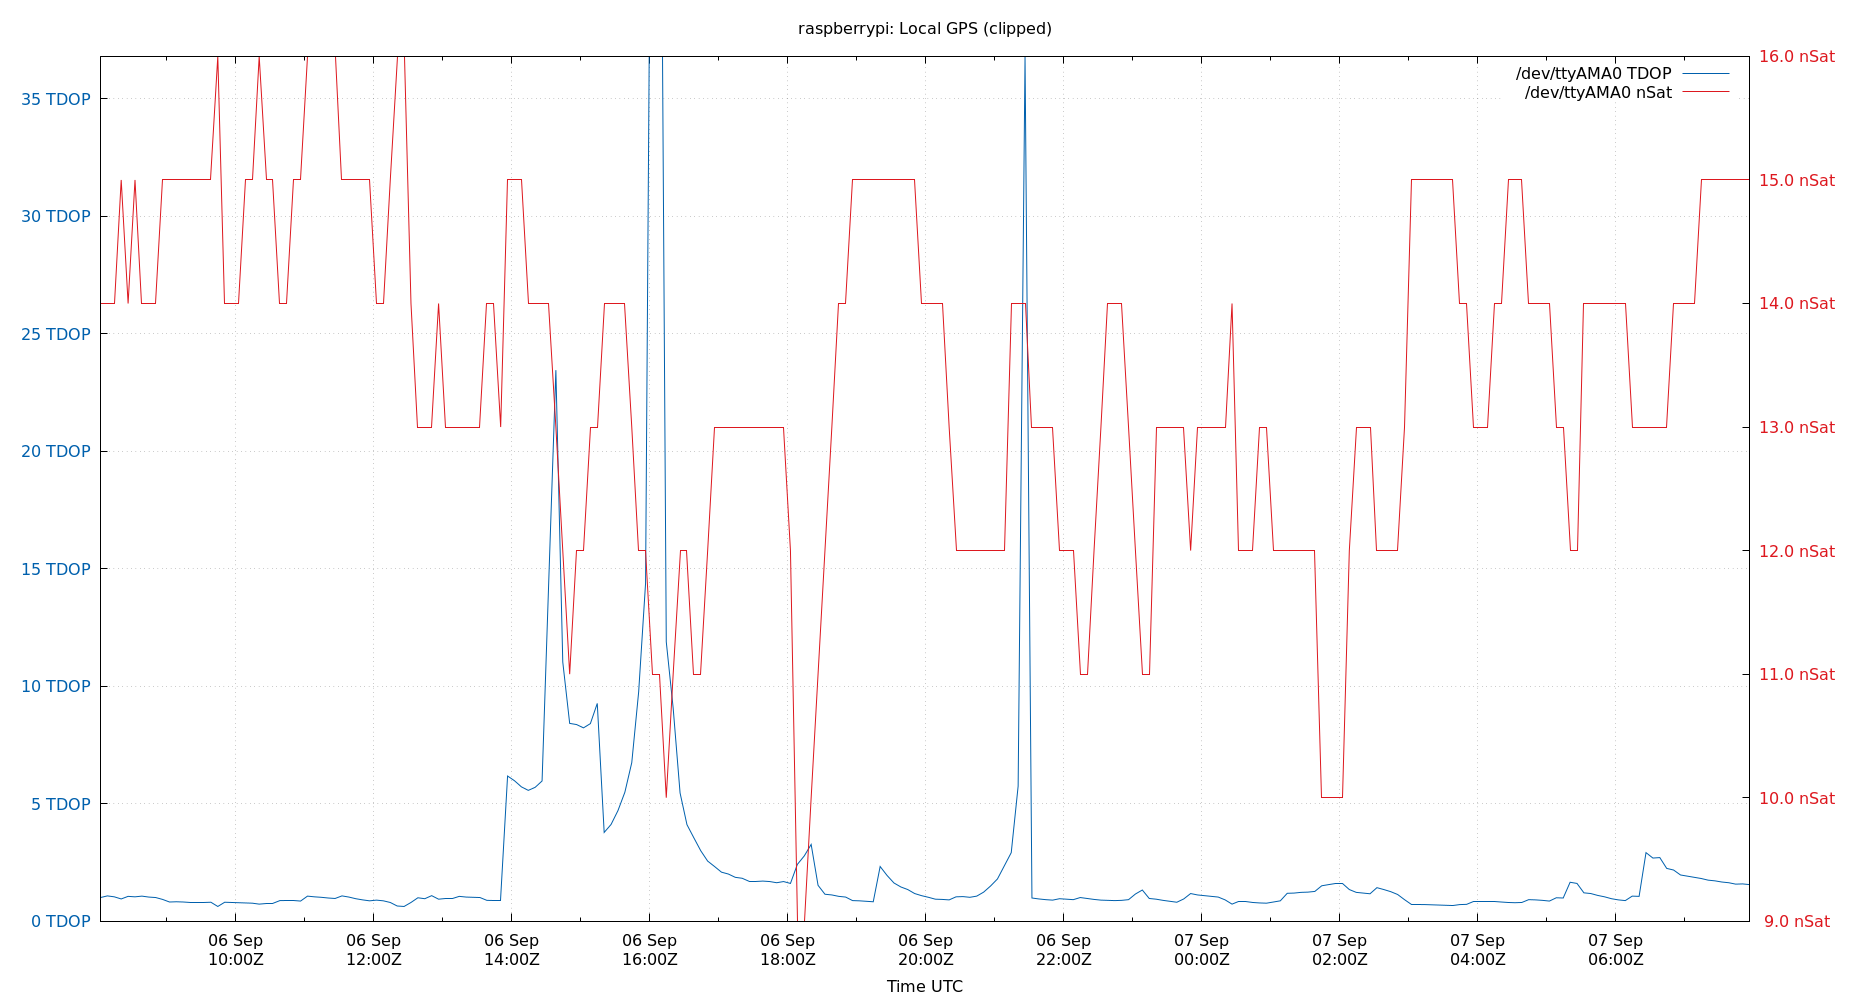 raspberrypi: Local GPS (clipped)
/dev/ttyAMA0 TDOP
/dev/ttyAMA0 nSat
35 TDOP
30 TDOP
25 TDOP
20 TDOP
15 TDOP
10 TDOP
5 TDOP
0 TDOP
16.0 nSat
15.0 nSat
14.0 nSat
13.0 nSat
12.0 nSat
11.0 nSat
10.0 nSat
9.0 nSat
06 Sep
10:00Z
06 Sep
12:00Z
06 Sep
14:00Z
06 Sep
16:00Z
06 Sep
18:00Z
06 Sep
20:00Z
06 Sep
22:00Z
07 Sep
00:00Z
07 Sep
02:00Z
07 Sep
04:00Z
07 Sep
06:00Z
Time UTC